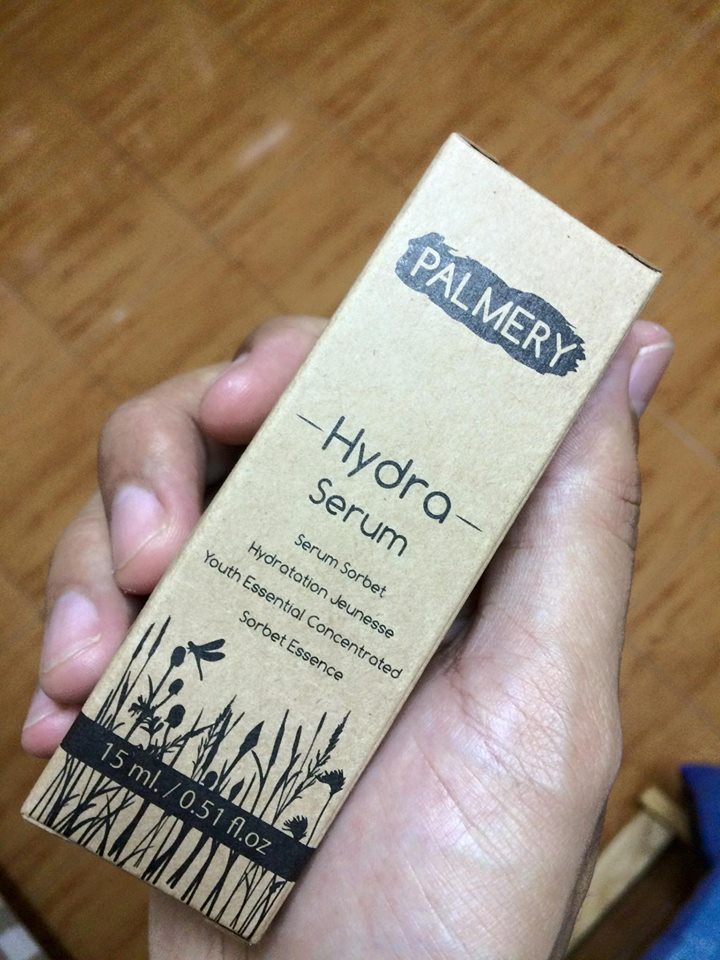 PALMERY
-Hydra-
Serum
Serum Sorbet
Hydratation Jeunesse
Youth Essential Concentrated
Sorbet Essence
15 ml. / 0.51 fl.oz